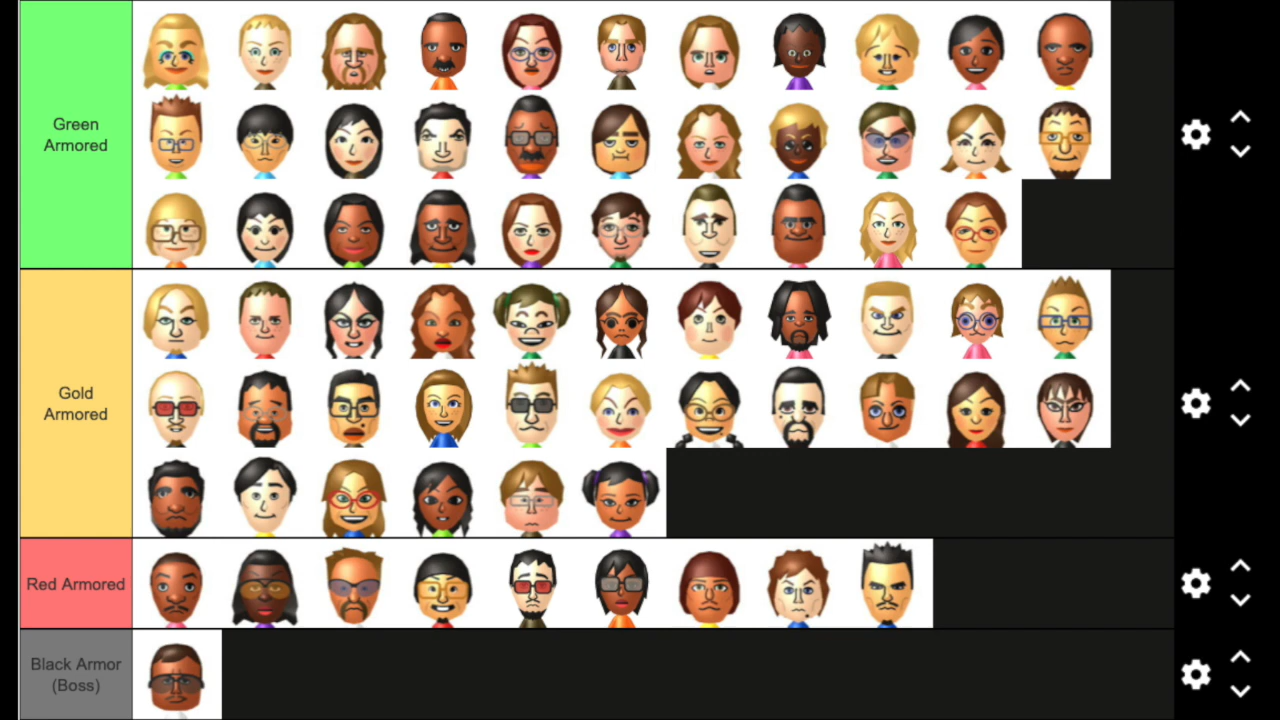 Green
Armored
Gold
Armored
Red Armored
Black Armor
(Boss)